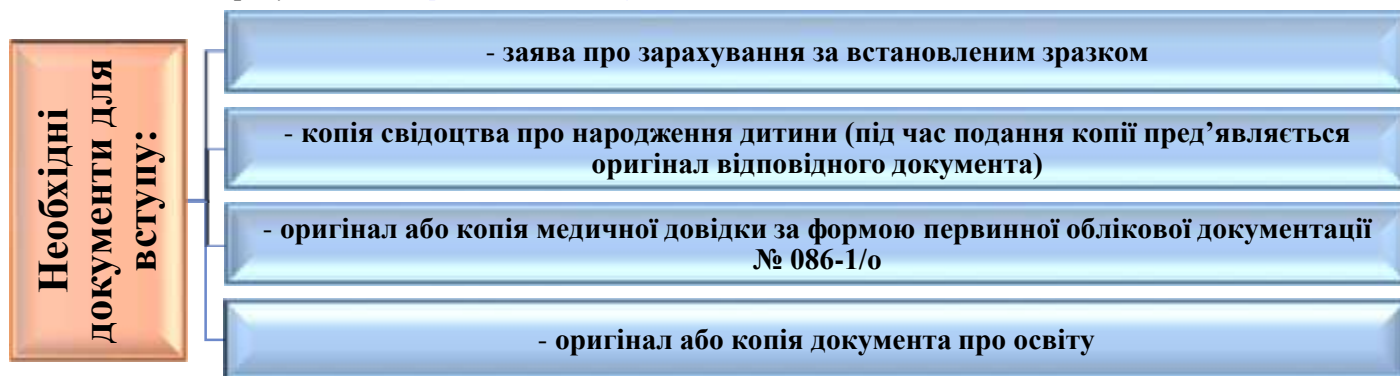 Необхідні
документи для
вступу:
- заява про зарахування за встановленим зразком
- копія свідоцтва про народження дитини (під час подання копії пред’являється
оригінал відповідного документа)
- оригінал або копія медичної довідки за формою первинної облікової документації
№ 086-1/о
- оригінал або копія документа про освіту